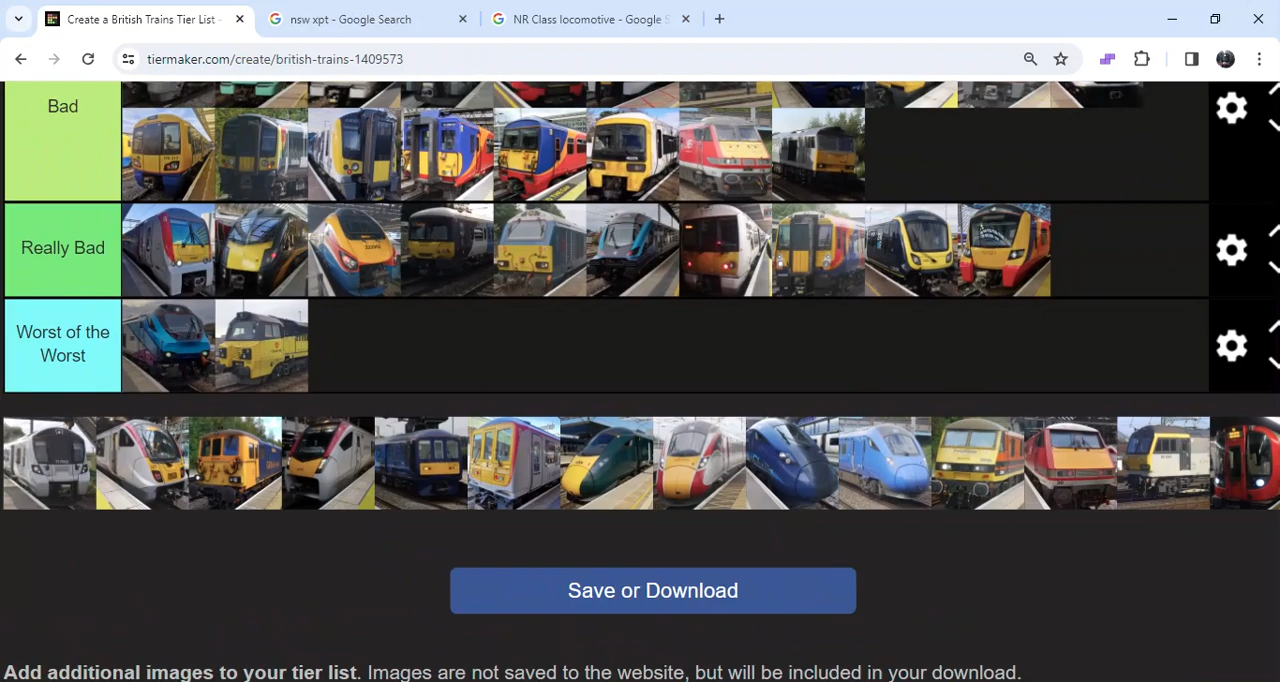 Create a British Trains Tier List -
nsw xpt - Google Search
NR Class locomotive - Google S
tiermaker.com/create/british-trains-1409573
Bad
Really Bad
Worst of the
Worst
Save or Download
Add additional images to your tier list. Images are not saved to the website, but will be included in your download.